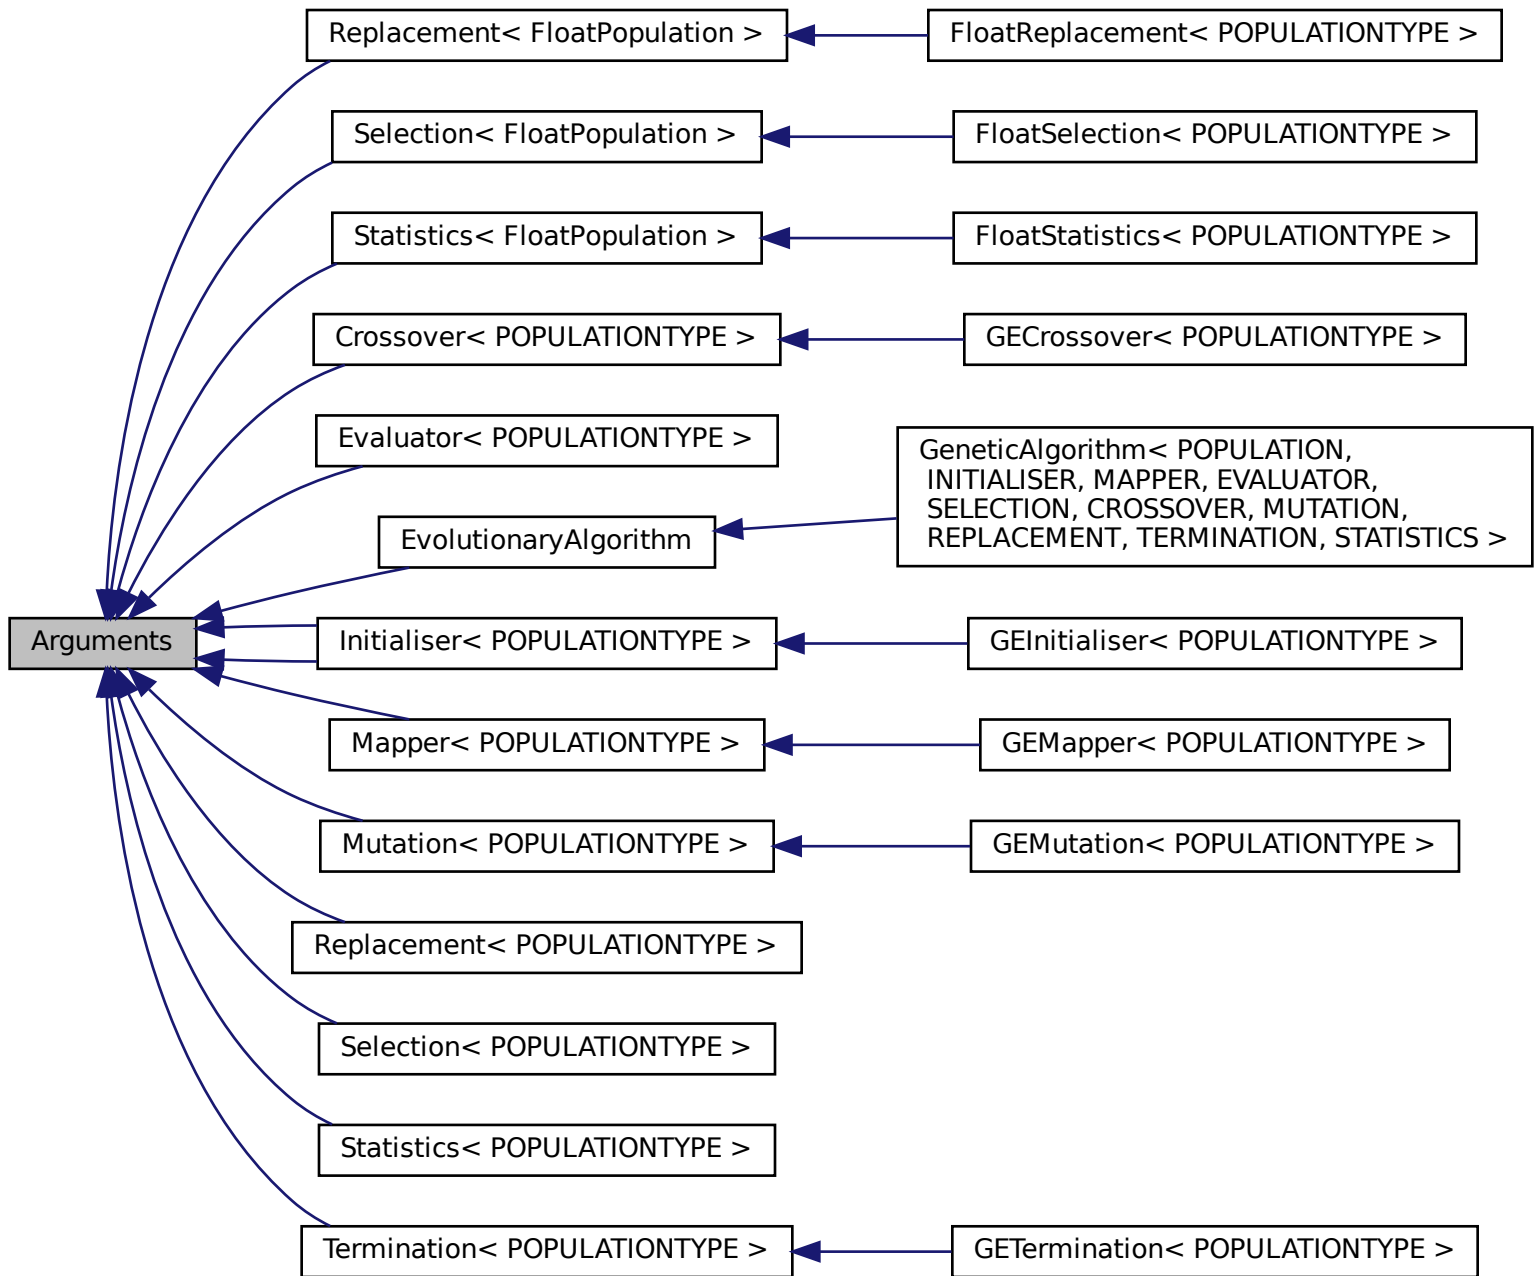 Replacement< FloatPopulation >
FloatReplacement< POPULATIONTYPE >
Selection< FloatPopulation >
FloatSelection< POPULATIONTYPE >
Statistics< FloatPopulation >
FloatStatistics< POPULATIONTYPE >
Crossover< POPULATIONTYPE >
GECrossover< POPULATIONTYPE >
Evaluator< POPULATIONTYPE >
GeneticAlgorithm< POPULATION,
INITIALISER, MAPPER, EVALUATOR,
SELECTION, CROSSOVER, MUTATION,
REPLACEMENT, TERMINATION, STATISTICS >
EvolutionaryAlgorithm
Arguments
Initialiser< POPULATIONTYPE >
GEInitialiser< POPULATIONTYPE >
Mapper< POPULATIONTYPE >
GEMapper< POPULATIONTYPE >
Mutation< POPULATIONTYPE >
GEMutation< POPULATIONTYPE >
Replacement< POPULATIONTYPE >
Selection< POPULATIONTYPE >
Statistics< POPULATIONTYPE >
Termination< POPULATIONTYPE >
GETermination< POPULATIONTYPE >